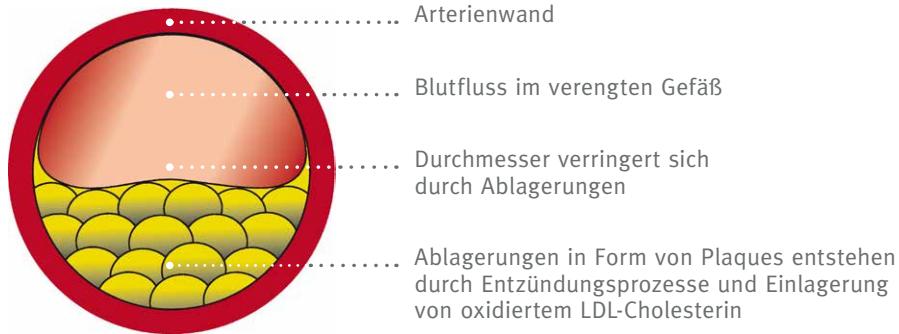 Arterienwand
Blutfluss im verengten Gefäß
Durchmesser verringert sich
durch Ablagerungen
Ablagerungen in Form von Plaques entstehen
durch Entzündungsprozesse und Einlagerung
von oxidiertem LDL-Cholesterin